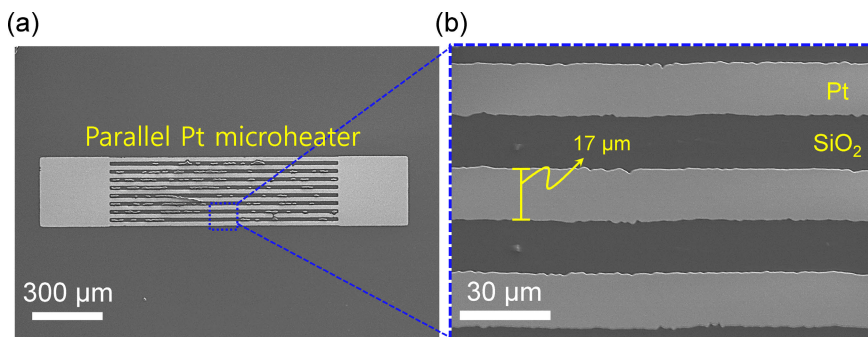 (a)
(b)
Parallel Pt microheater
300 µm
Pt
17 µm
SiO₂
30 µm